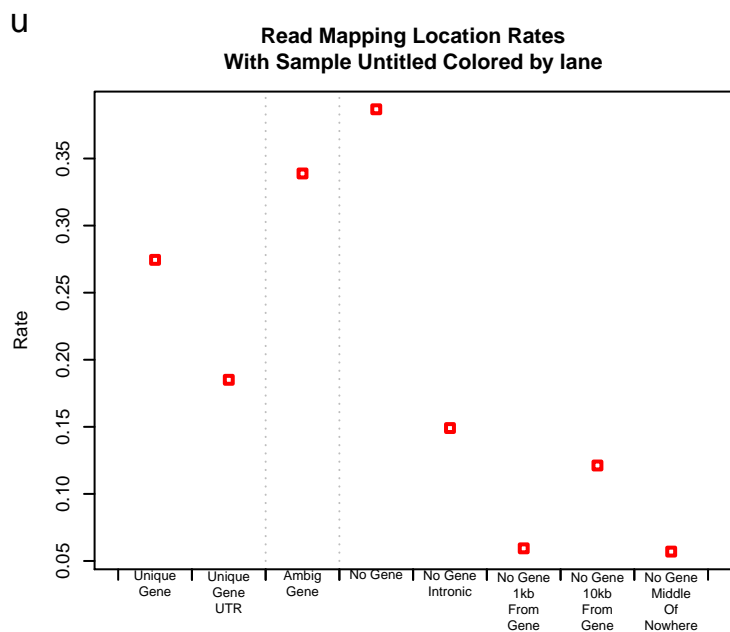 u
Read Mapping Location Rates
With Sample Untitled Colored by lane
Rate
0.35
0.30
0.25
0.20
0.15
0.10
0.05
Unique
Gene
Unique
Gene
UTR
Ambig
Gene
No Gene
No Gene
Intronic
No Gene
1kb
From
Gene
No Gene
10kb
From
Gene
No Gene
Middle
Of
Nowhere